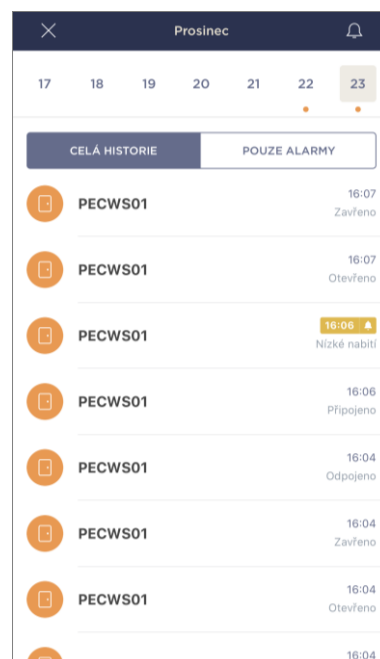 Prosinec
17 18 19 20 21 22 23
CELÁ HISTORIE POUZE ALARMY
16:07
PECWS01
Zavřeno
16:07
PECWS01
Otevřeno
16:06
PECWS01
Nízké nabití
16:06
PECWS01
Připojeno
16:04
PECWS01
Odpojeno
16:04
PECWS01
Zavřeno
16:04
PECWS01
Otevřeno
16:04